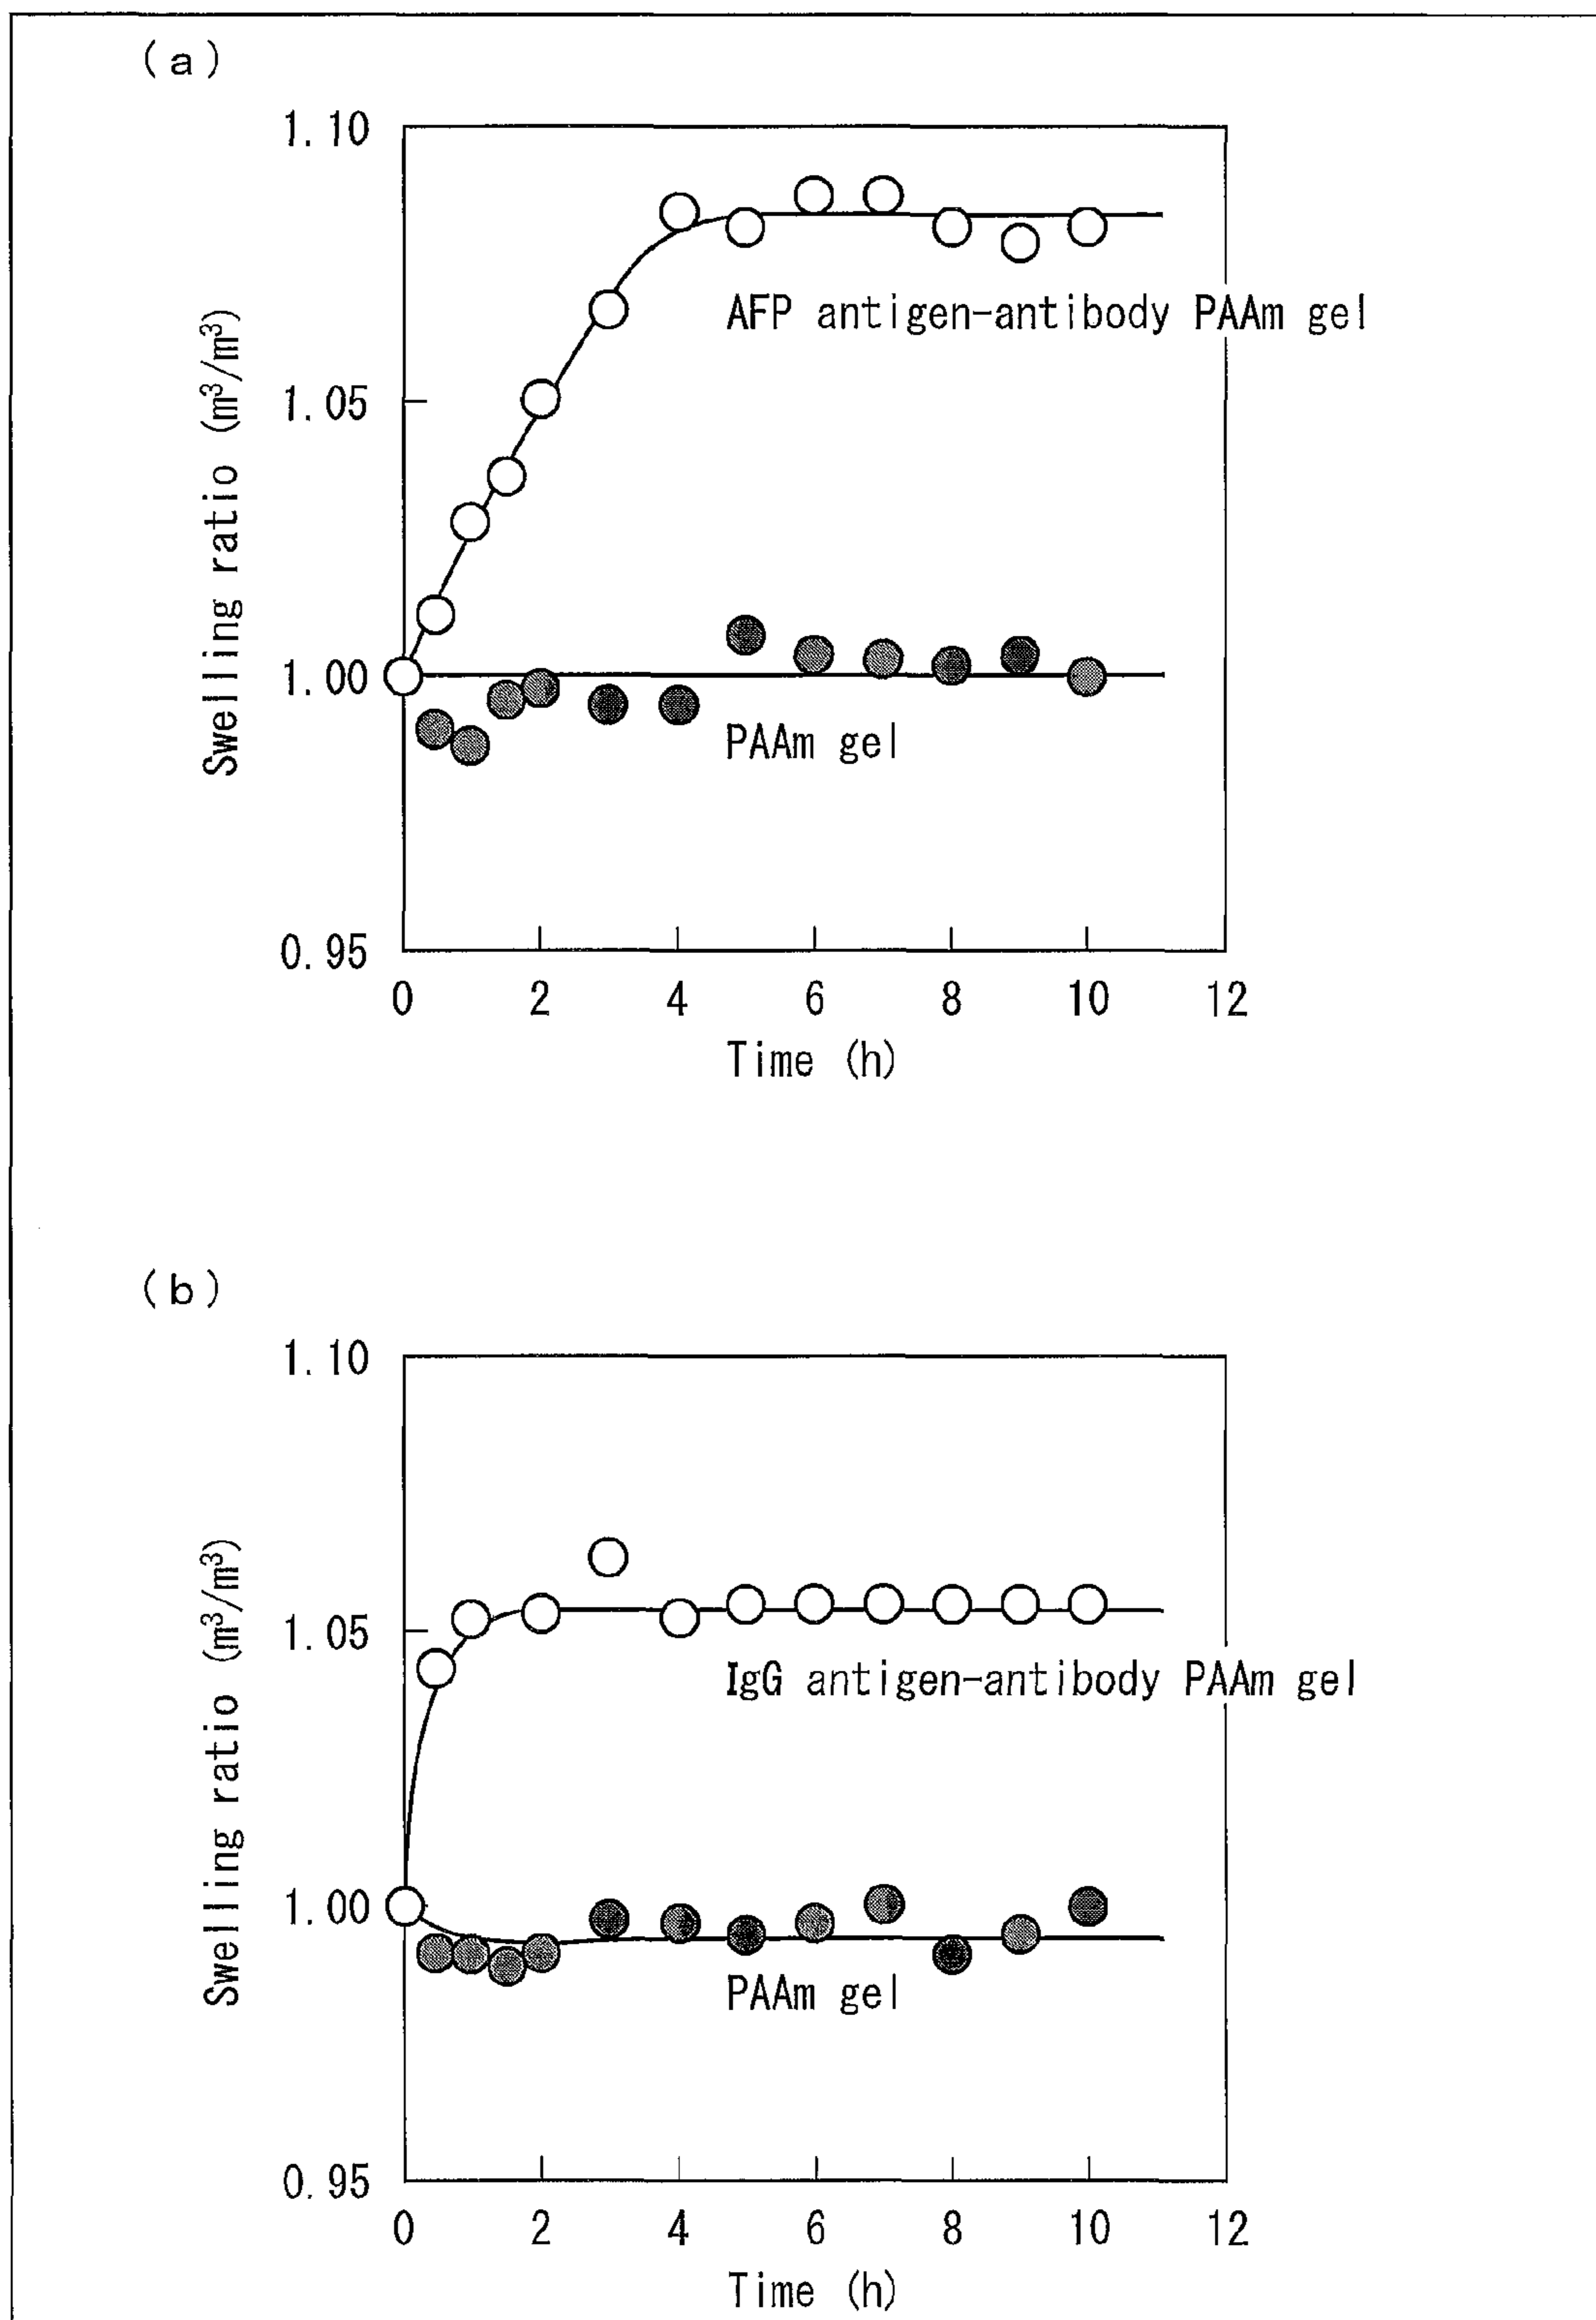 (a)
1.10
1.05
1.00
0.95
Swelling ratio (m³/m³)
AFP antigen-antibody PAAm gel
PAAm gel
0 2 4 6 8 10 12
Time (h)
(b)
1.10
1.05
1.00
0.95
Swelling ratio (m³/m³)
IgG antigen-antibody PAAm gel
PAAm gel
0 2 4 6 8 10 12
Time (h)